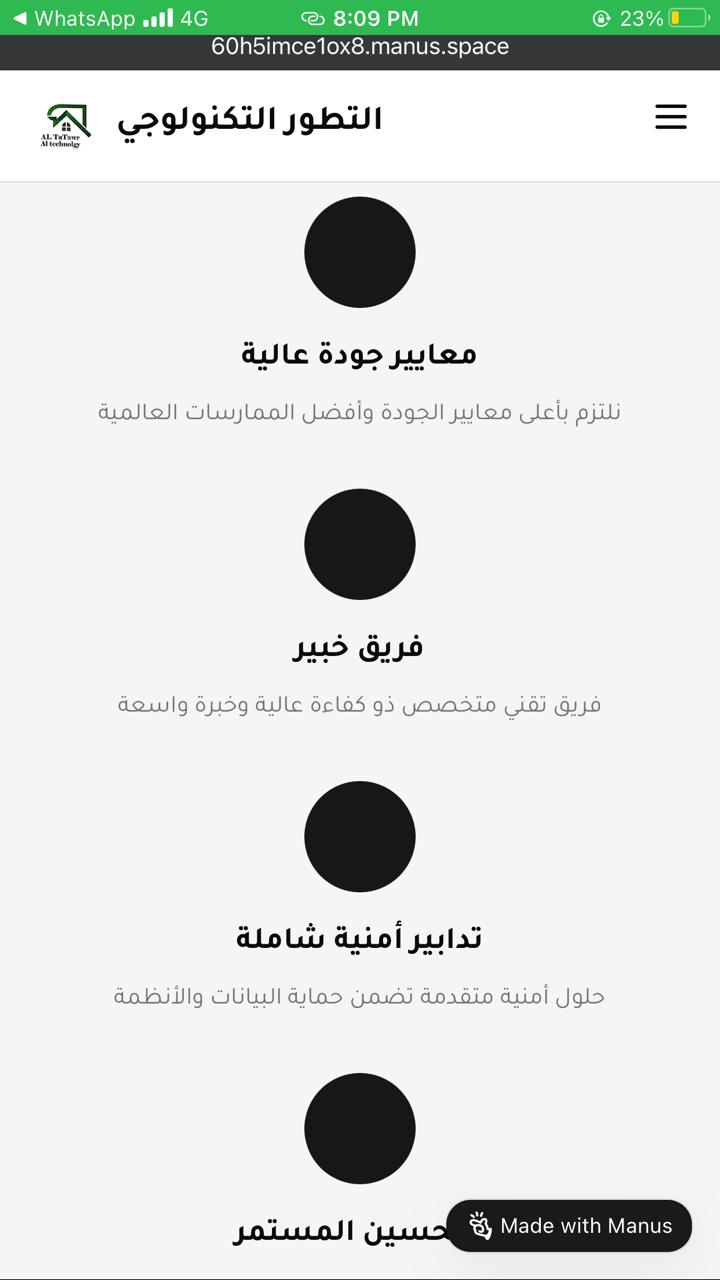 WhatsApp 4G 8:09 PM 23%
60h5imce1ox8.manus.space
AL TaTawr
AI technolgy
التطور التكنولوجي
معايير جودة عالية
نلتزم بأعلى معايير الجودة وأفضل الممارسات العالمية
فريق خبير
فريق تقني متخصص ذو كفاءة عالية وخبرة واسعة
تدابير أمنية شاملة
حلول أمنية متقدمة تضمن حماية البيانات والأنظمة
حسين المستمر
Made with Manus